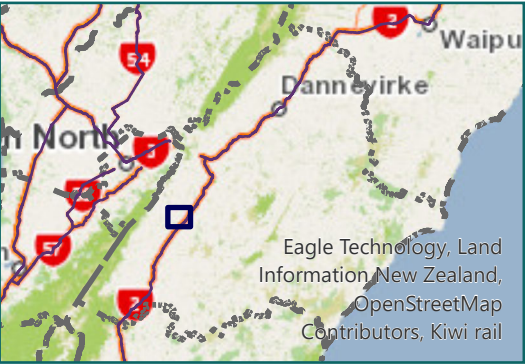 2
Waipu
54
Dannevirke
n North
3
57
2
Eagle Technology, Land
Information New Zealand,
OpenStreetMap
Contributors, Kiwi rail